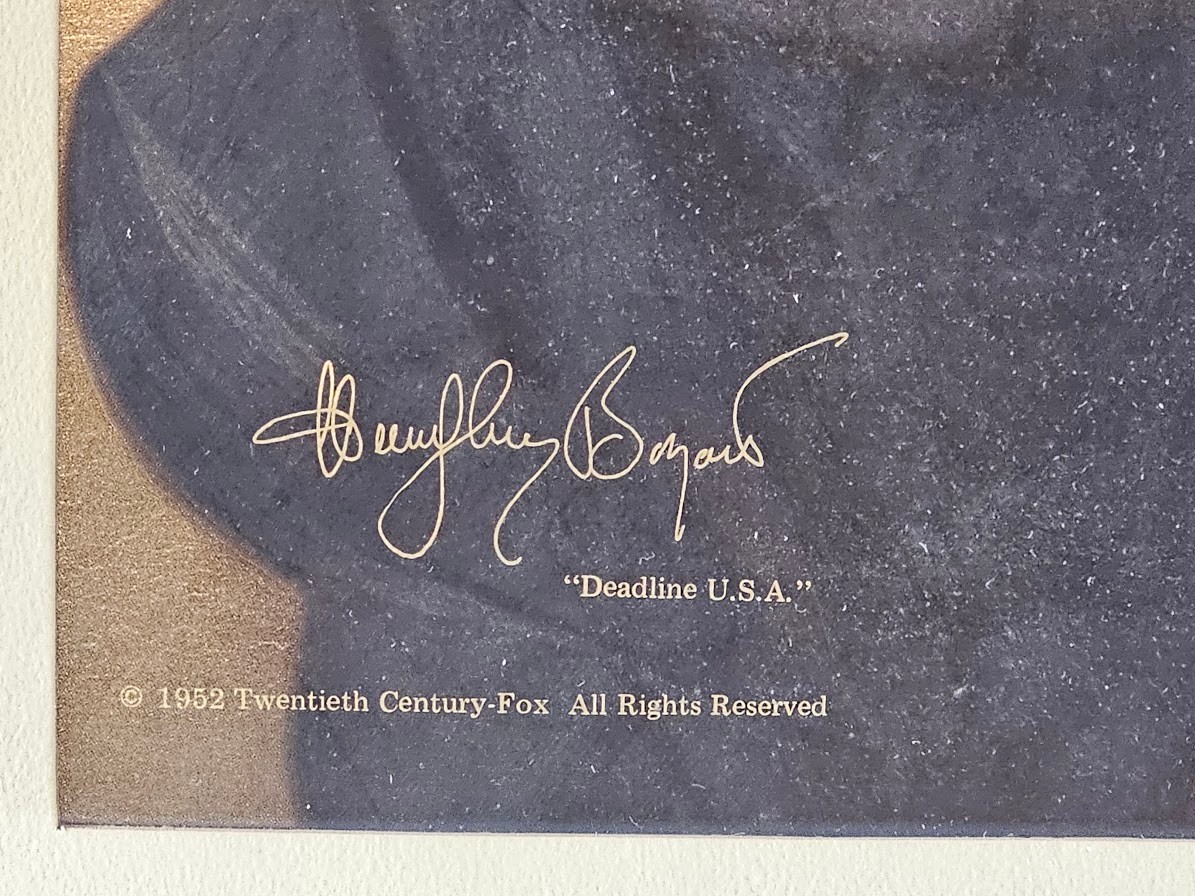 Humphrey Bogart
“Deadline U.S.A.”
© 1952 Twentieth Century-Fox All Rights Reserved